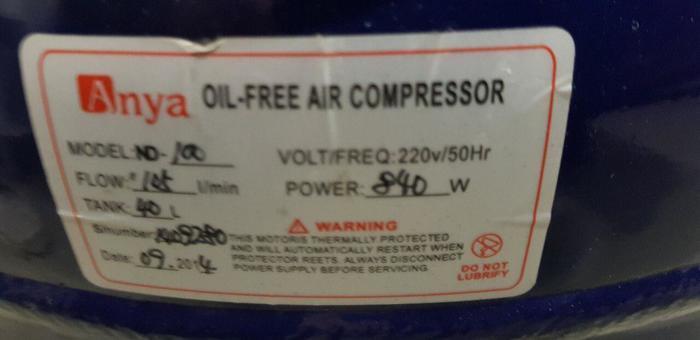 Anya OIL-FREE AIR COMPRESSOR
MODEL: ND-100
VOLT/FREQ: 220v/50Hr
FLOW: 105 l/min
POWER: 840 W
TANK: 40 L
S/number:
Date: 09.2014
WARNING
THIS MOTORIS THERMALLY PROTECTED
AND WILL AUTOMATICALLY RESTART WHEN
PROTECTOR REETS. ALWAYS DISCONNECT
POWER SUPPLY BEFORE SERVICING
DO NOT
LUBRIFY